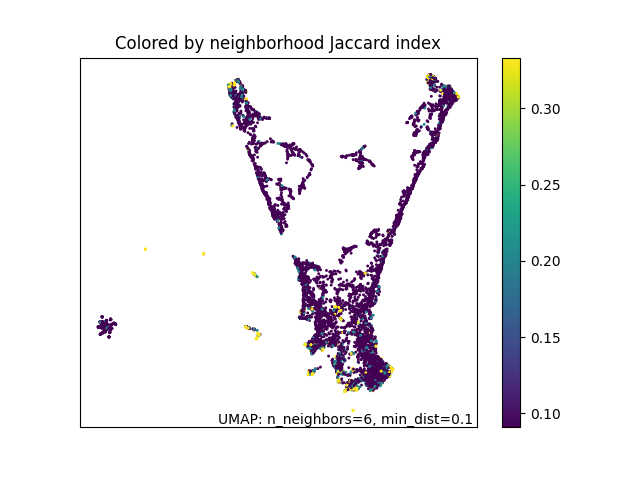 Colored by neighborhood Jaccard index
0.30
0.25
0.20
0.15
0.10
UMAP: n_neighbors=6, min_dist=0.1